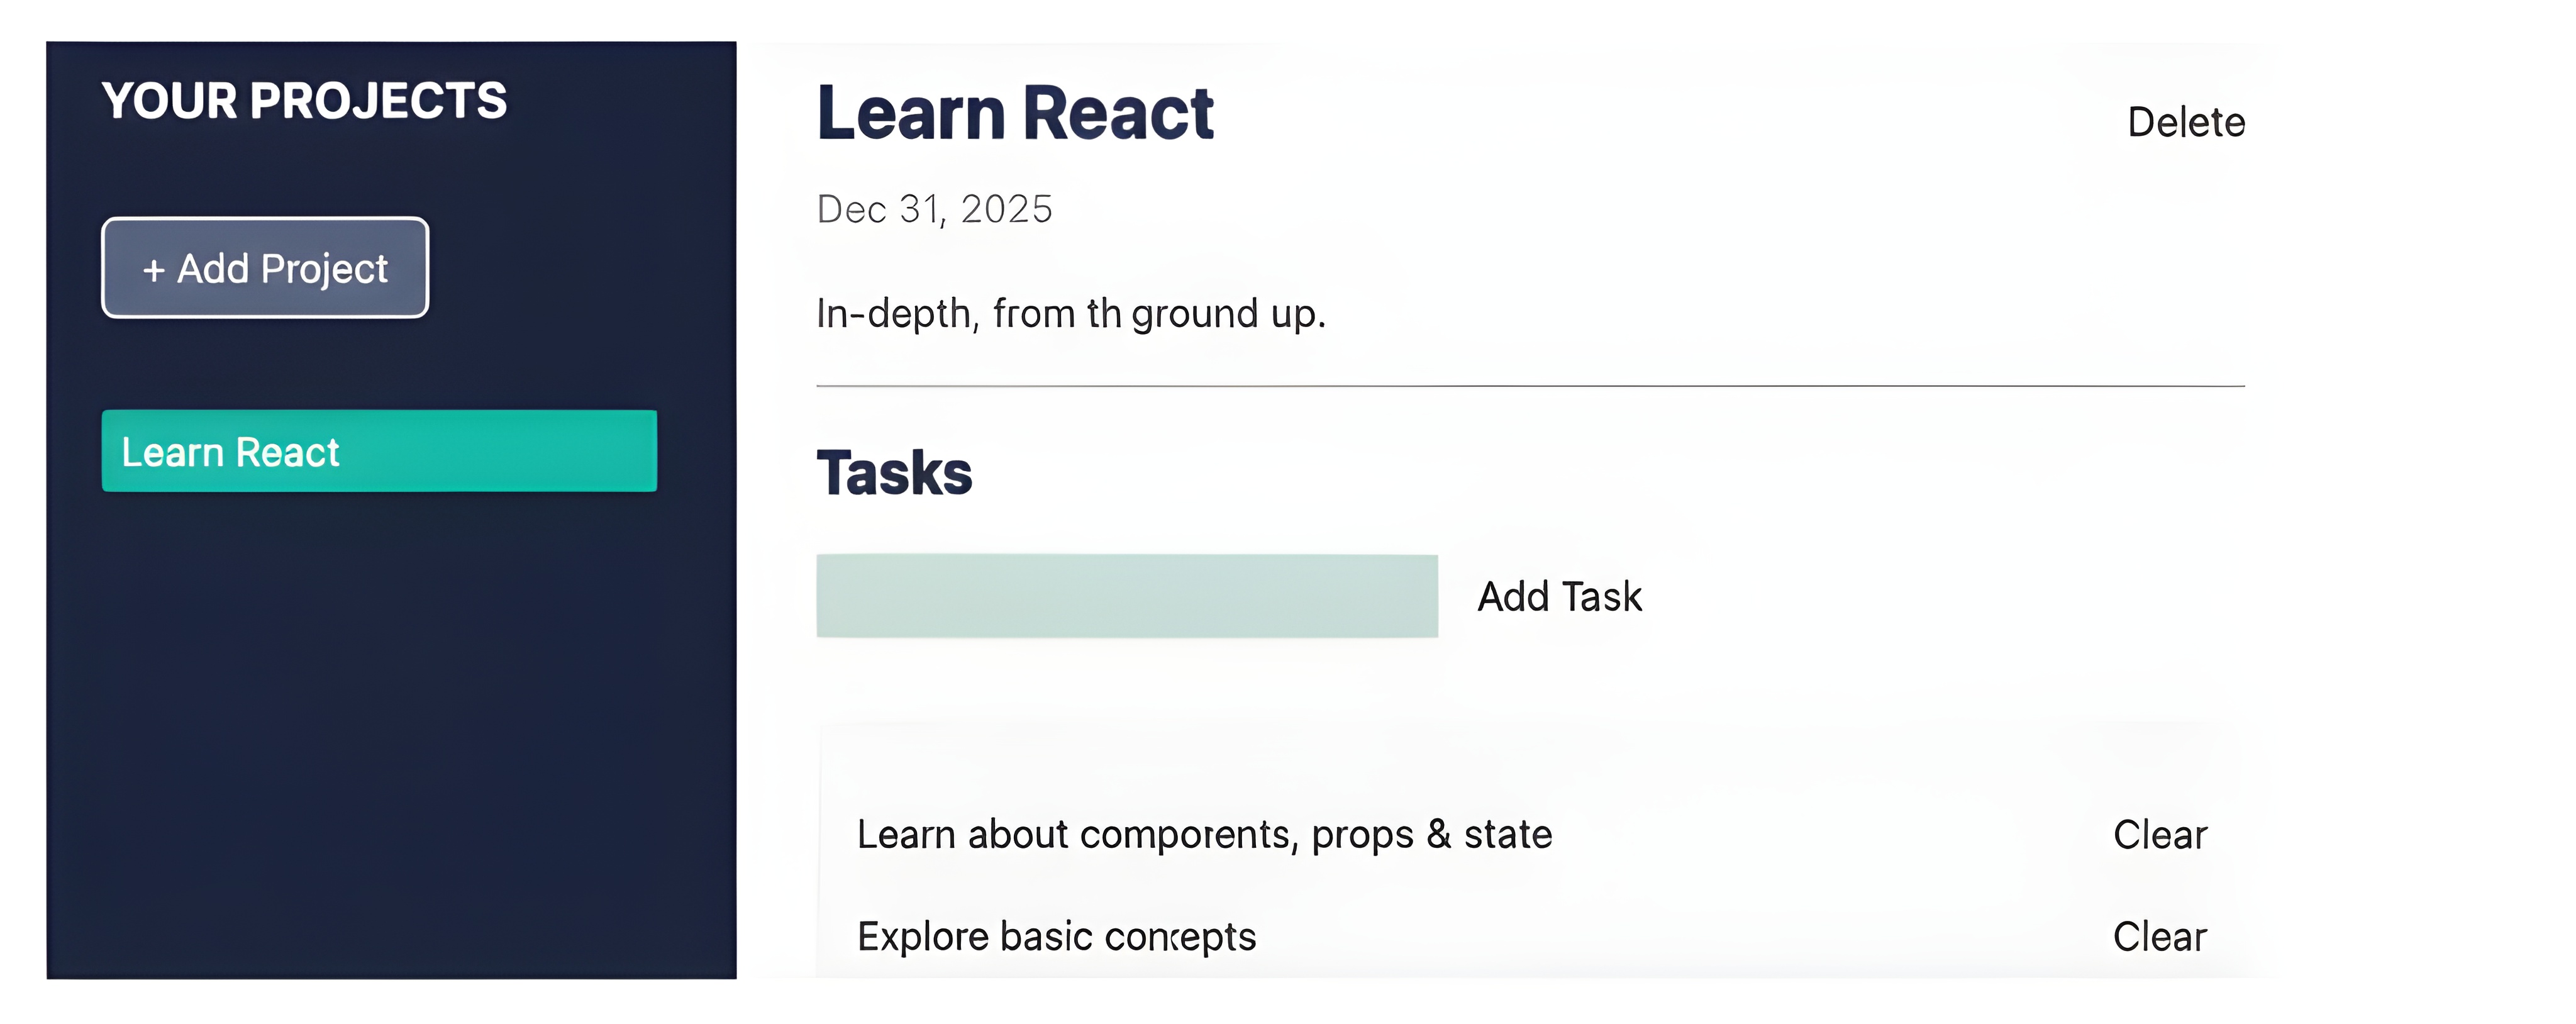 YOUR PROJECTS
+ Add Project
Learn React
Learn React
Delete
Dec 31, 2025
In-depth, from th ground up.
Tasks
Add Task
Learn about components, props & state
Clear
Explore basic concepts
Clear